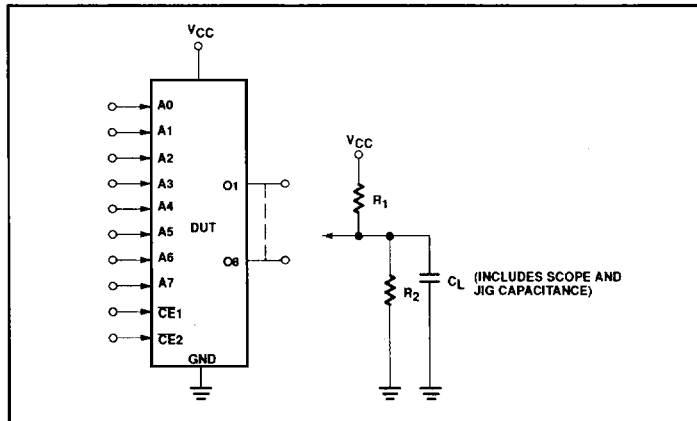 VCC
A0
A1
A2
A3
A4
A5
A6
A7
CE1
CE2
DUT
O1
O8
GND
VCC
R1
R2
CL (INCLUDES SCOPE AND
JIG CAPACITANCE)